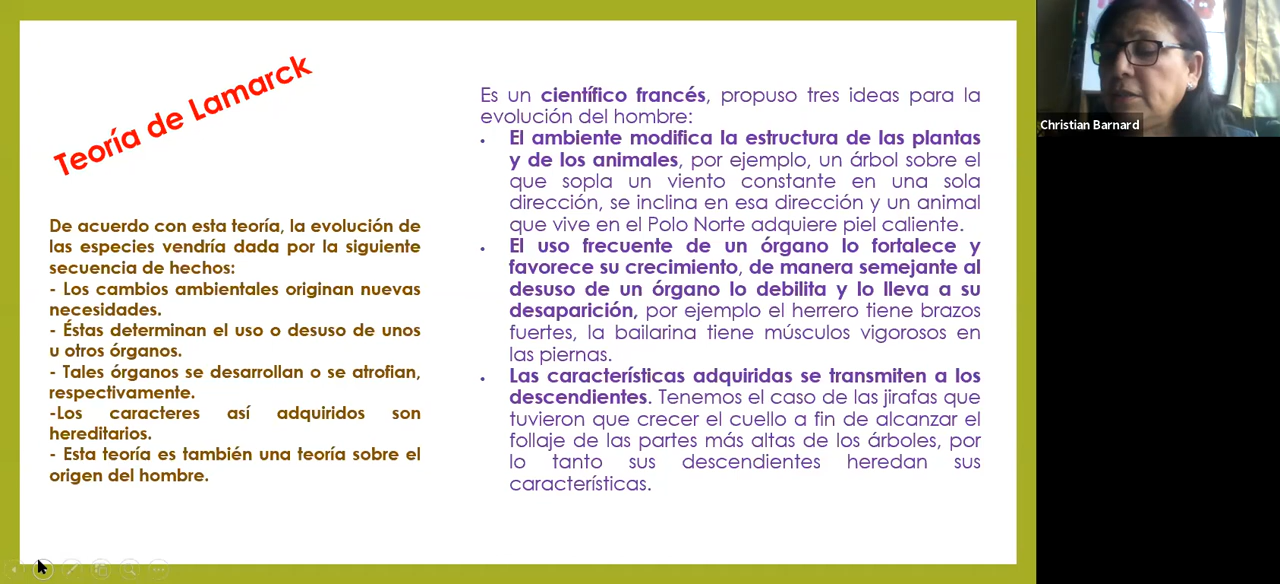 Teoría de Lamarck
De acuerdo con esta teoría, la evolución de
las especies vendría dada por la siguiente
secuencia de hechos:
- Los cambios ambientales originan nuevas
necesidades.
- Éstas determinan el uso o desuso de unos
u otros órganos.
- Tales órganos se desarrollan o se atrofian,
respectivamente.
-Los caracteres así adquiridos son
hereditarios.
- Esta teoría es también una teoría sobre el
origen del hombre.
Es un científico francés, propuso tres ideas para la
evolución del hombre:
• El ambiente modifica la estructura de las plantas
y de los animales, por ejemplo, un árbol sobre el
que sopla un viento constante en una sola
dirección, se inclina en esa dirección y un animal
que vive en el Polo Norte adquiere piel caliente.
• El uso frecuente de un órgano lo fortalece y
favorece su crecimiento, de manera semejante al
desuso de un órgano lo debilita y lo lleva a su
desaparición, por ejemplo el herrero tiene brazos
fuertes, la bailarina tiene músculos vigorosos en
las piernas.
• Las características adquiridas se transmiten a los
descendientes. Tenemos el caso de las jirafas que
tuvieron que crecer el cuello a fin de alcanzar el
follaje de las partes más altas de los árboles, por
lo tanto sus descendientes heredan sus
características.
Christian Barnard